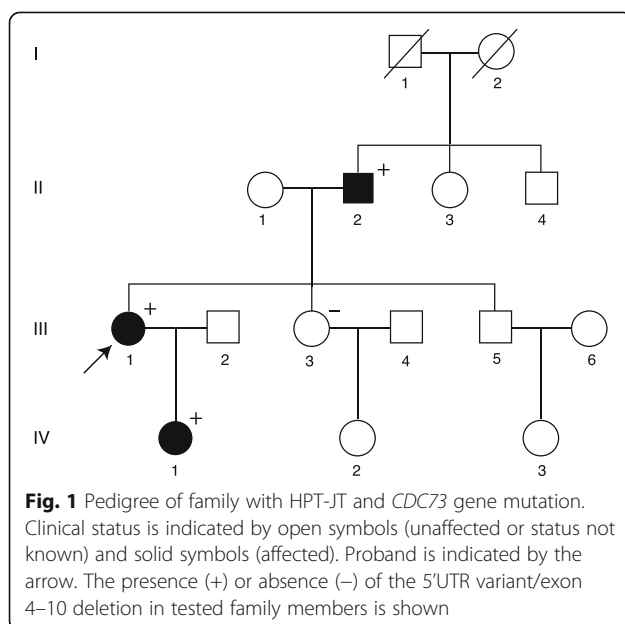 I
1 2
+
II
1 2 3 4
+ −
III
1 2 3 4 5 6
+
IV
1 2 3
Fig. 1 Pedigree of family with HPT-JT and CDC73 gene mutation.
Clinical status is indicated by open symbols (unaffected or status not
known) and solid symbols (affected). Proband is indicated by the
arrow. The presence (+) or absence (−) of the 5’UTR variant/exon
4–10 deletion in tested family members is shown